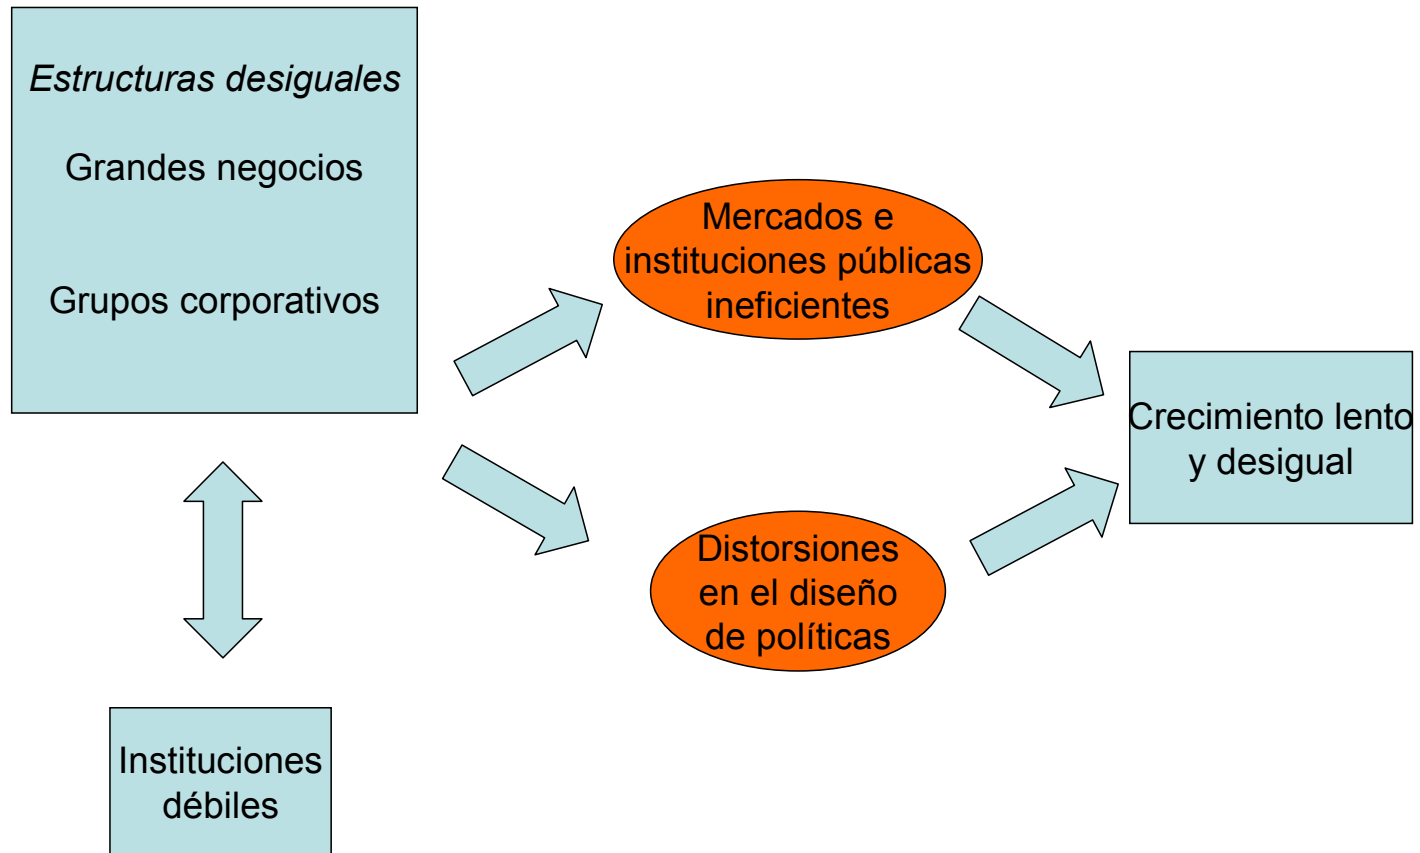 Estructuras desiguales
Grandes negocios
Grupos corporativos
Mercados e
instituciones públicas
ineficientes
Crecimiento lento
y desigual
Distorsiones
en el diseño
de políticas
Instituciones
débiles